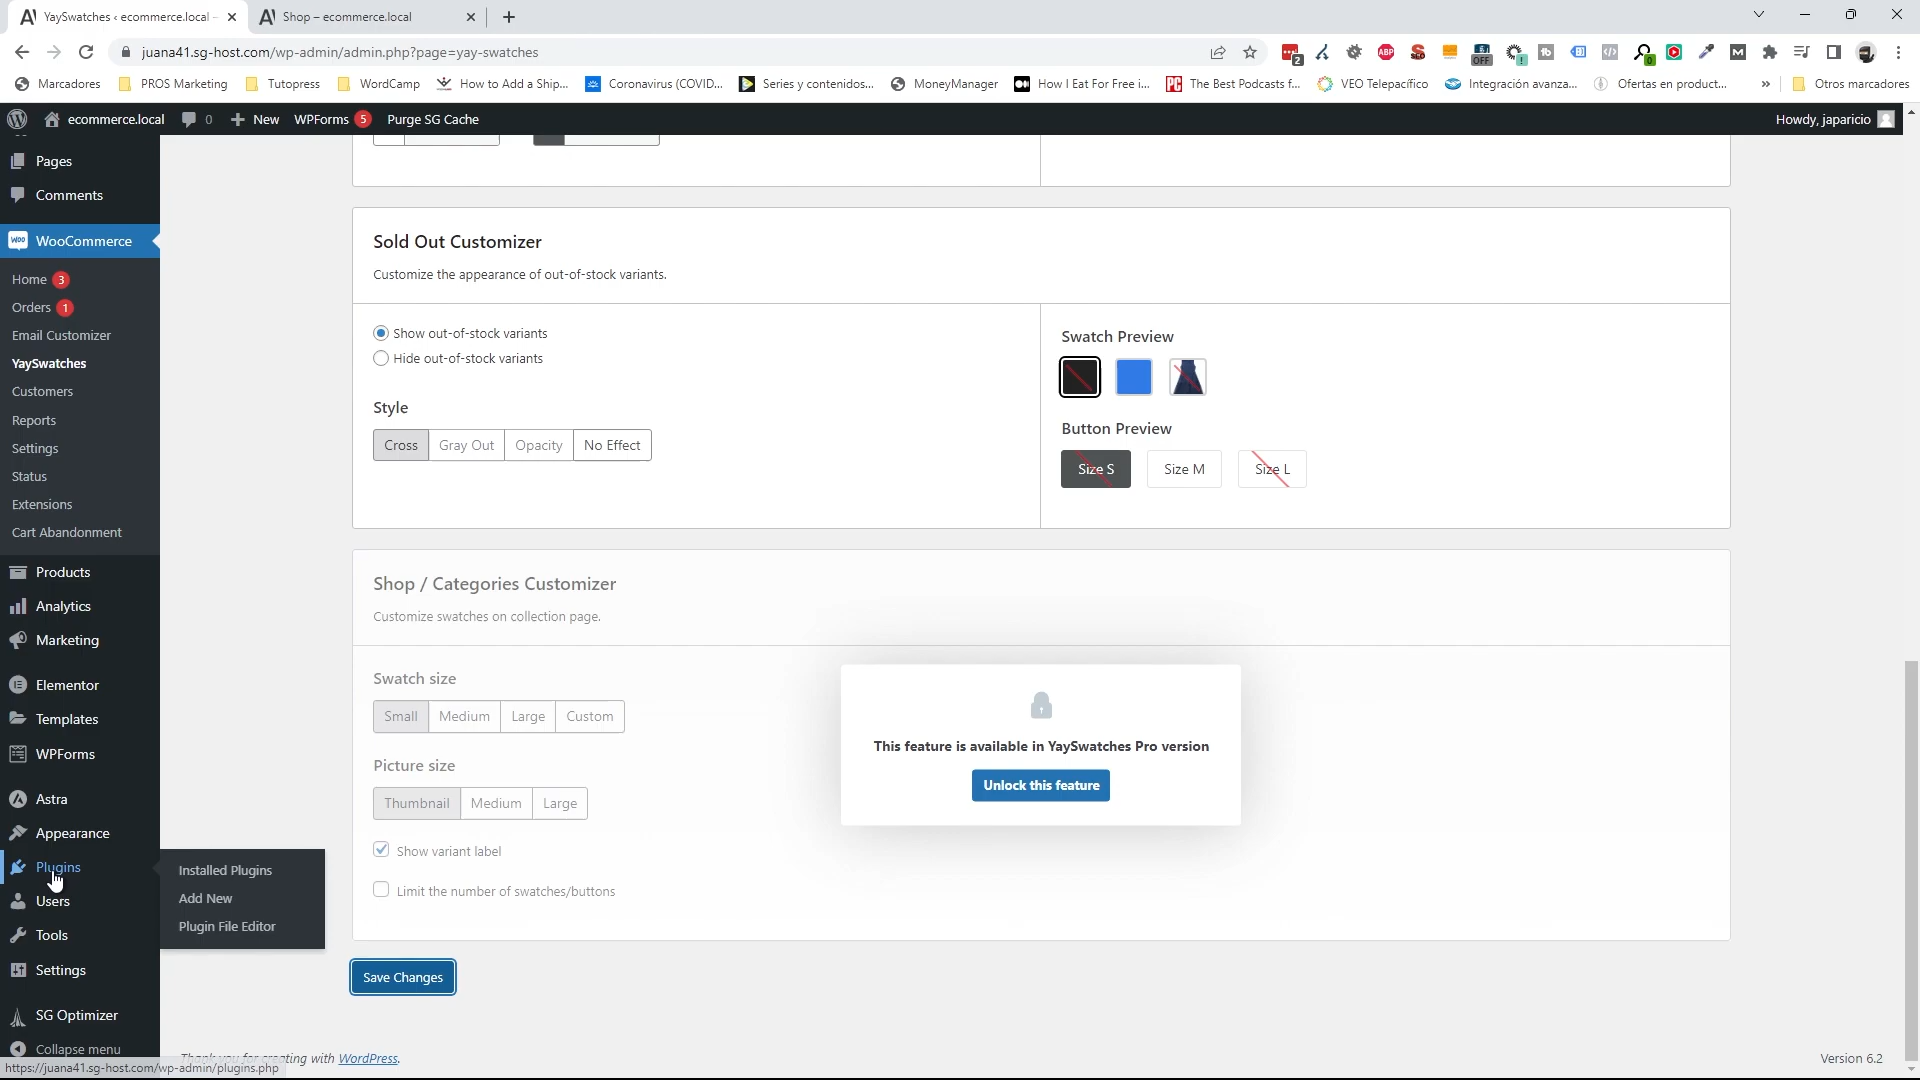 YaySwatches ‹ ecommerce.local –
Shop – ecommerce.local
juana41.sg-host.com/wp-admin/admin.php?page=yay-swatches
Marcadores
PROS Marketing
Tutopress
WordCamp
How to Add a Ship...
Coronavirus (COVID...
Series y contenidos...
MoneyManager
How I Eat For Free i...
The Best Podcasts f...
VEO Telepacífico
Integración avanza...
Ofertas en product...
Otros marcadores
ecommerce.local
0
New
WPForms 5
Purge SG Cache
Howdy, japaricio
Pages
Comments
WooCommerce
Home 3
Orders 1
Email Customizer
YaySwatches
Customers
Reports
Settings
Status
Extensions
Cart Abandonment
Products
Analytics
Marketing
Elementor
Templates
WPForms
Astra
Appearance
Plugins
Users
Tools
Settings
SG Optimizer
Collapse menu
Installed Plugins
Add New
Plugin File Editor
Sold Out Customizer
Customize the appearance of out-of-stock variants.
Show out-of-stock variants
Hide out-of-stock variants
Style
Cross
Gray Out
Opacity
No Effect
Swatch Preview
Button Preview
Size S
Size M
Size L
Shop / Categories Customizer
Customize swatches on collection page.
Swatch size
Small
Medium
Large
Custom
Picture size
Thumbnail
Medium
Large
Show variant label
Limit the number of swatches/buttons
This feature is available in YaySwatches Pro version
Unlock this feature
Save Changes
Thank you for creating with WordPress.
Version 6.2
https://juana41.sg-host.com/wp-admin/plugins.php